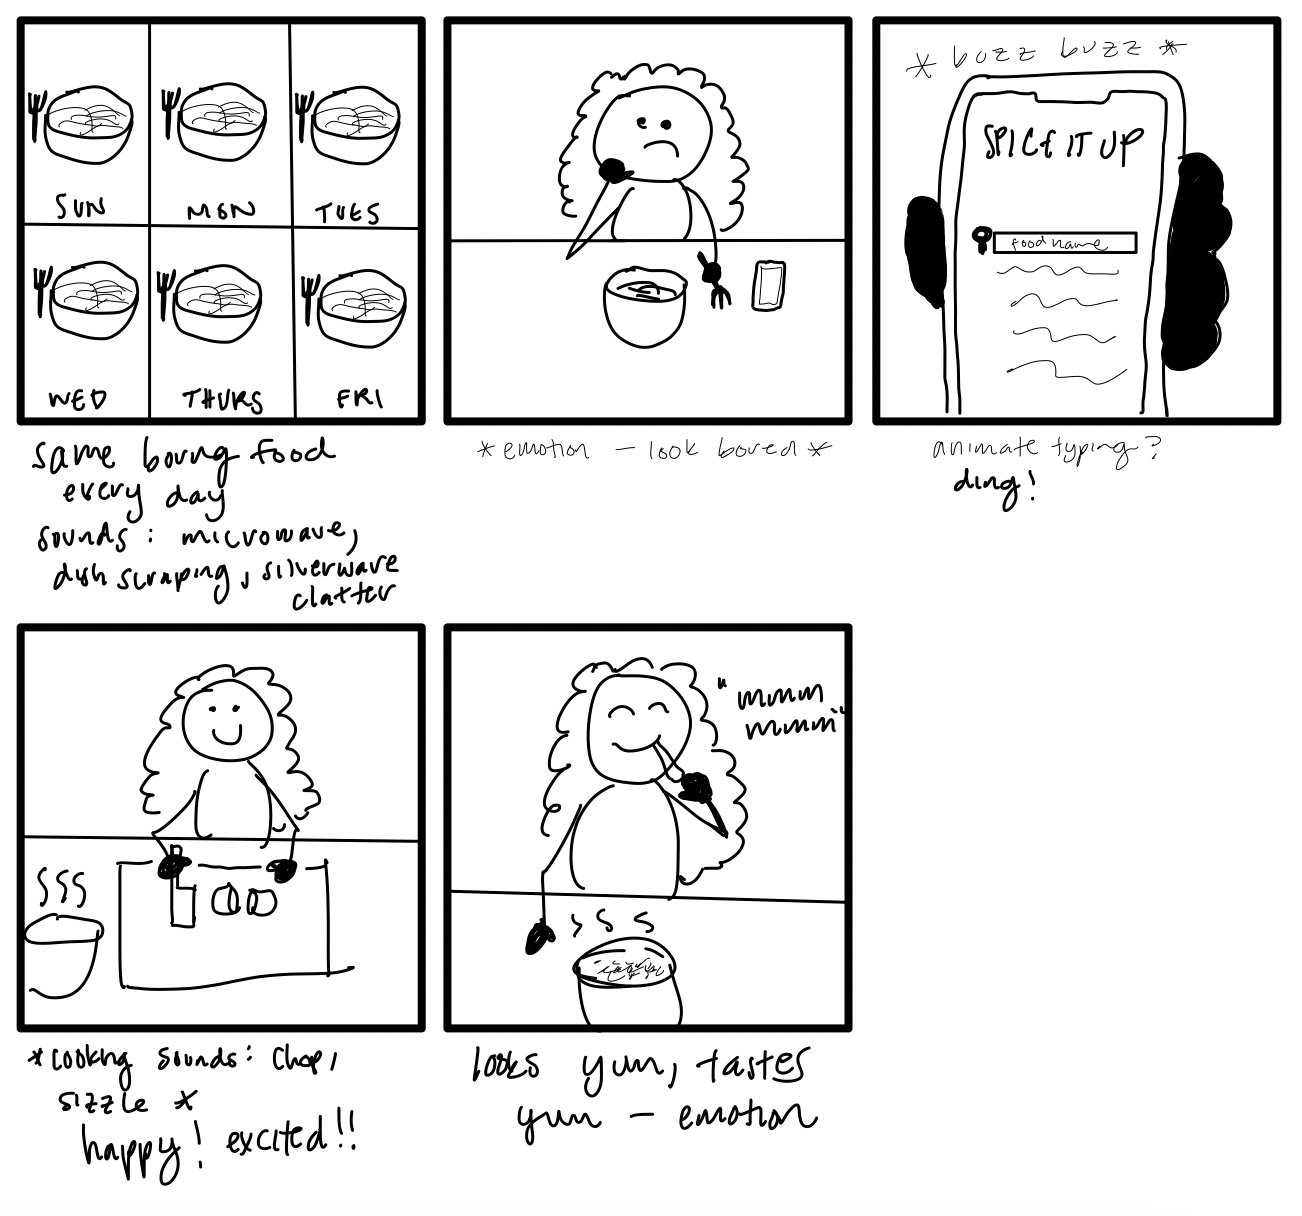 SUN MON TUES
WED THURS FRI
same boring food
every day
sounds: microwave,
dish scraping, silverware
clatter
*emotion - look bored*
* buzz buzz *
SPICE IT UP
food name
animate typing?
ding!
*cooking sounds: chop,
sizzle *
happy! excited!!
"mmm
mmm"
looks yum, tastes
yum - emotion